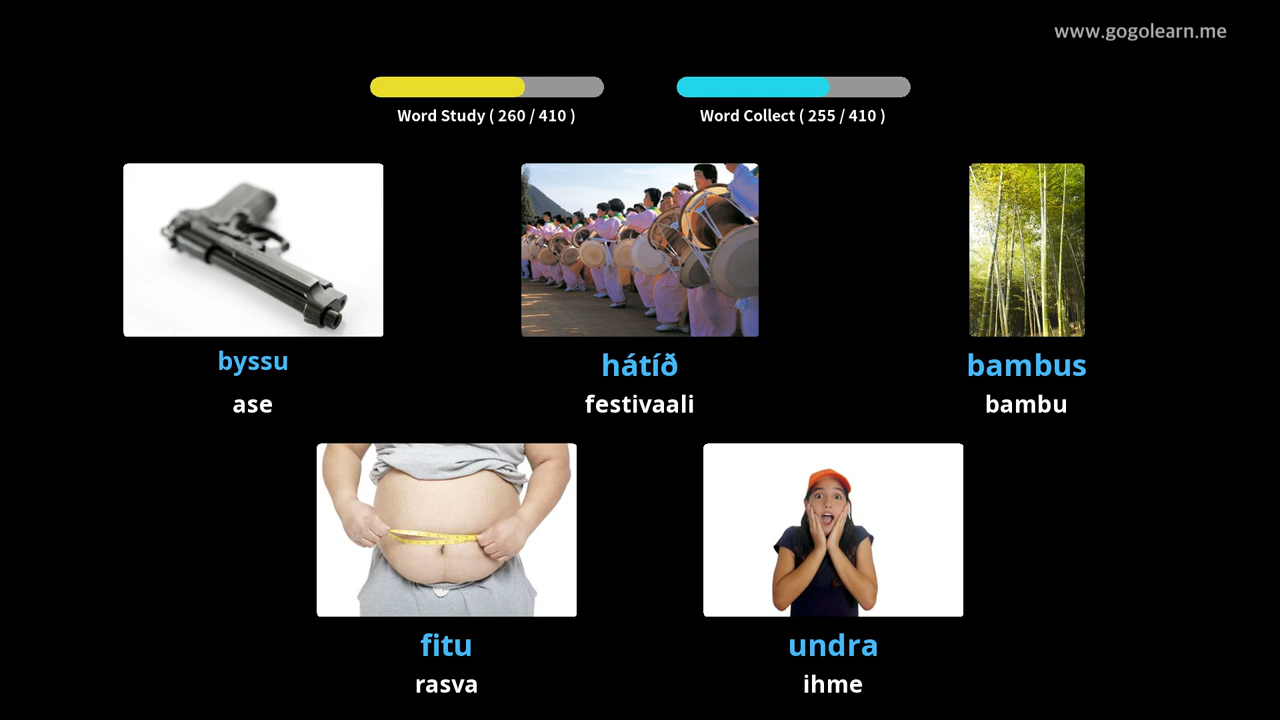 www.gogolearn.me
Word Study ( 260 / 410 )
Word Collect ( 255 / 410 )
byssu
ase
hátíð
festivaali
bambus
bambu
fitu
rasva
undra
ihme